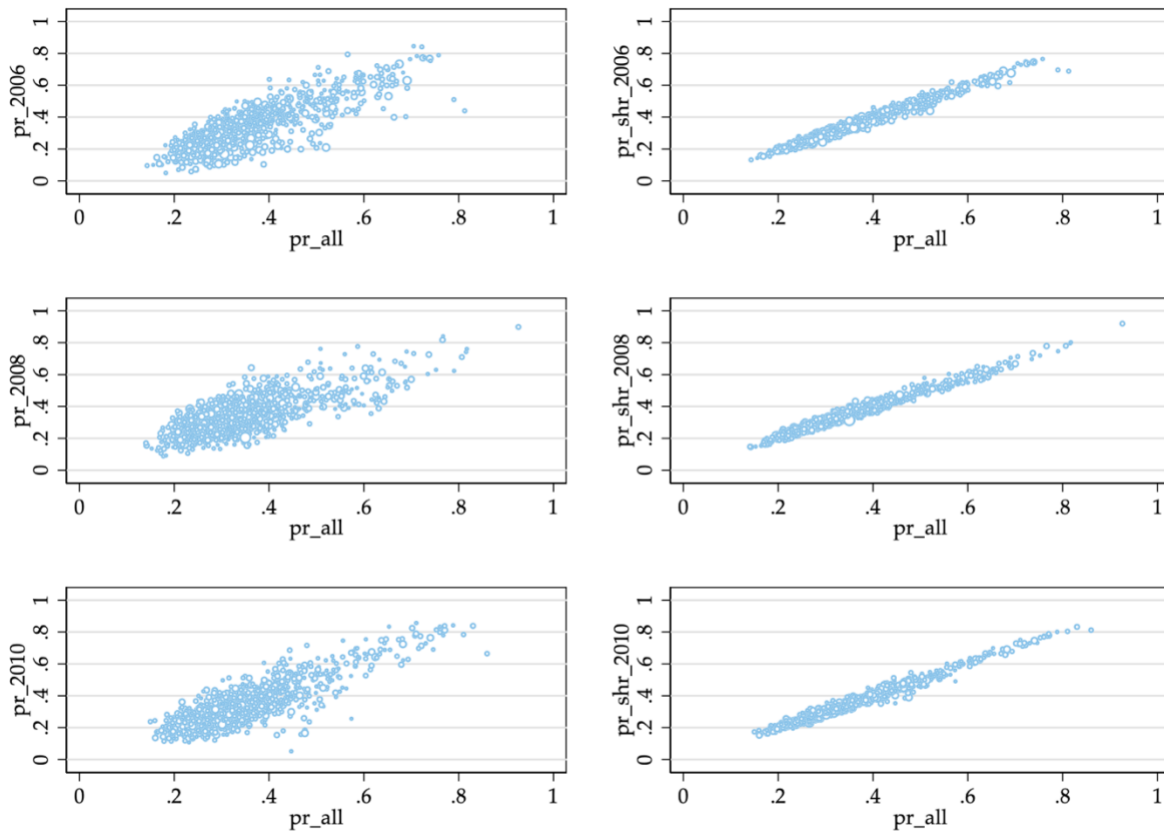 pr_2006
1
.8
.6
.4
.2
0
0 .2 .4 .6 .8 1
pr_all
pr_shr_2006
1
.8
.6
.4
.2
0
0 .2 .4 .6 .8 1
pr_all
pr_2008
1
.8
.6
.4
.2
0
0 .2 .4 .6 .8 1
pr_all
pr_shr_2008
1
.8
.6
.4
.2
0
0 .2 .4 .6 .8 1
pr_all
pr_2010
1
.8
.6
.4
.2
0
0 .2 .4 .6 .8 1
pr_all
pr_shr_2010
1
.8
.6
.4
.2
0
0 .2 .4 .6 .8 1
pr_all